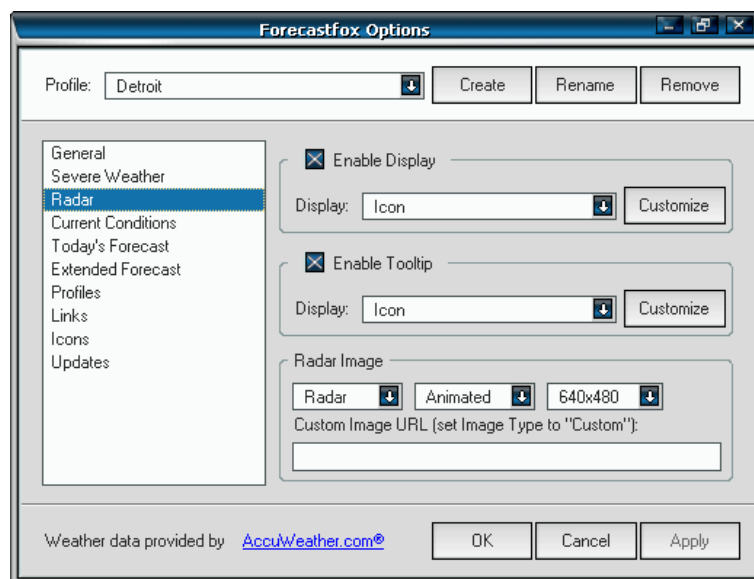 Forecastfox Options
Profile: Detroit Create Rename Remove
General
Severe Weather
Radar
Current Conditions
Today's Forecast
Extended Forecast
Profiles
Links
Icons
Updates
Enable Display
Display: Icon Customize
Enable Tooltip
Display: Icon Customize
Radar Image
Radar Animated 640x480
Custom Image URL (set Image Type to "Custom"):
Weather data provided by AccuWeather.com® OK Cancel Apply